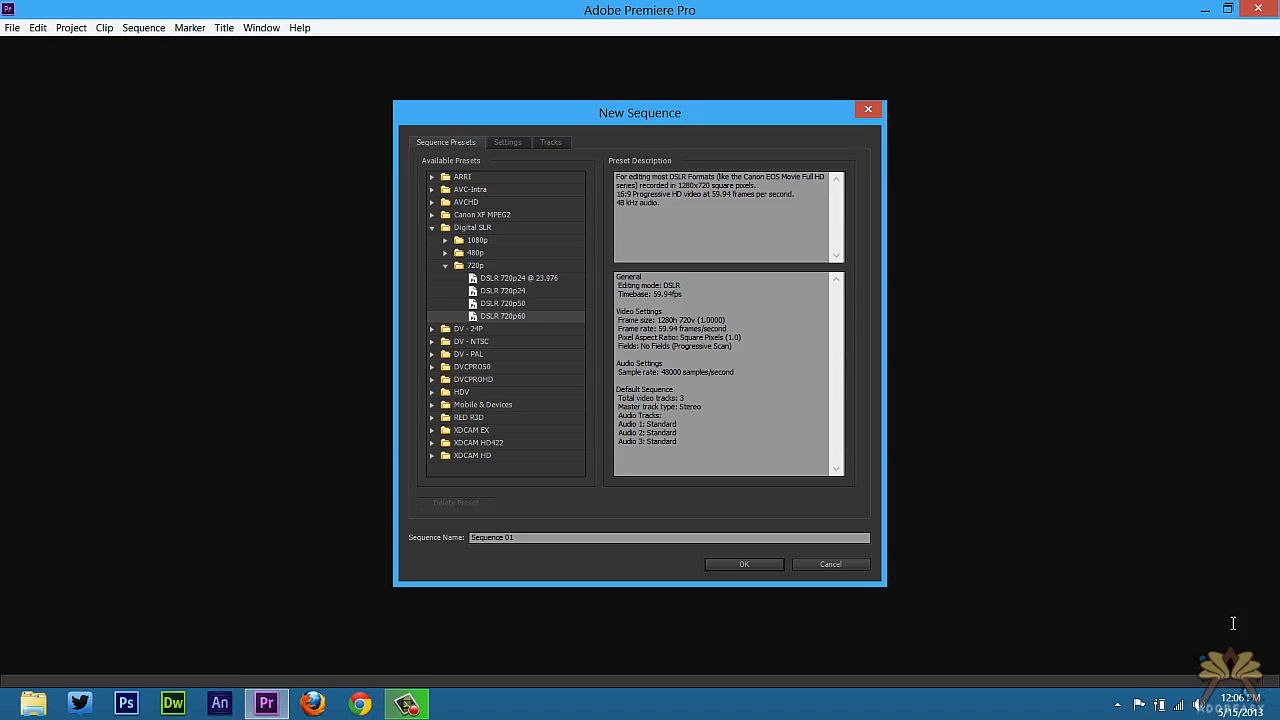 Adobe Premiere Pro
File Edit Project Clip Sequence Marker Title Window Help
New Sequence
Sequence Presets Settings Tracks
Available Presets
ARRI
AVC-Intra
AVCHD
Canon XF MPEG2
Digital SLR
1080p
480p
720p
DSLR 720p24 @ 23.976
DSLR 720p24
DSLR 720p50
DSLR 720p60
DV - 24P
DV - NTSC
DV - PAL
DVCPRO50
DVCPROHD
HDV
Mobile & Devices
RED R3D
XDCAM EX
XDCAM HD422
XDCAM HD
Delete Preset
Preset Description
For editing most DSLR Formats (like the Canon EOS Movie Full HD
series) recorded in 1280x720 square pixels.
16:9 Progressive HD video at 59.94 frames per second.
48 kHz audio.
General
Editing mode: DSLR
Timebase: 59.94fps
Video Settings
Frame size: 1280h 720v (1.0000)
Frame rate: 59.94 frames/second
Pixel Aspect Ratio: Square Pixels (1.0)
Fields: No Fields (Progressive Scan)
Audio Settings
Sample rate: 48000 samples/second
Default Sequence
Total video tracks: 3
Master track type: Stereo
Audio Tracks:
Audio 1: Standard
Audio 2: Standard
Audio 3: Standard
Sequence Name: Sequence 01
OK Cancel
Ps Dw An Pr
12:06 PM
5/15/2013